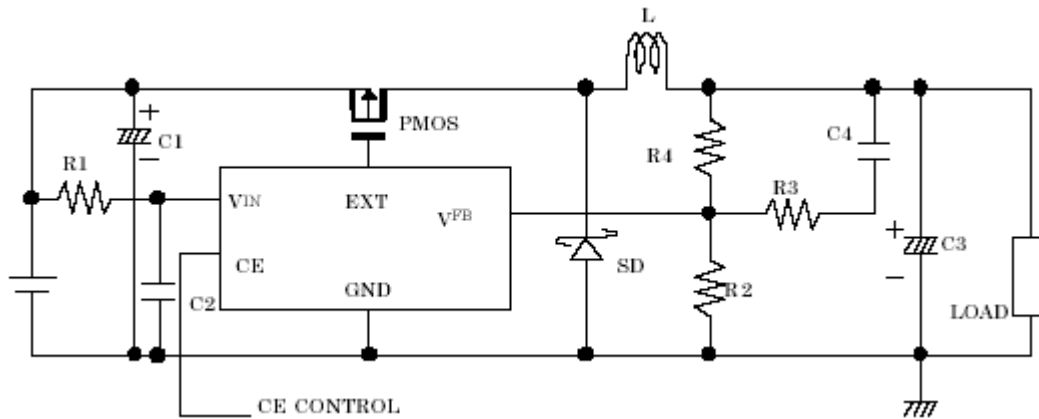 L
PMOS
C1
C4
R4
R1
R3
VIN
EXT
VFB
CE
SD
C3
GND
C2
R2
LOAD
CE CONTROL